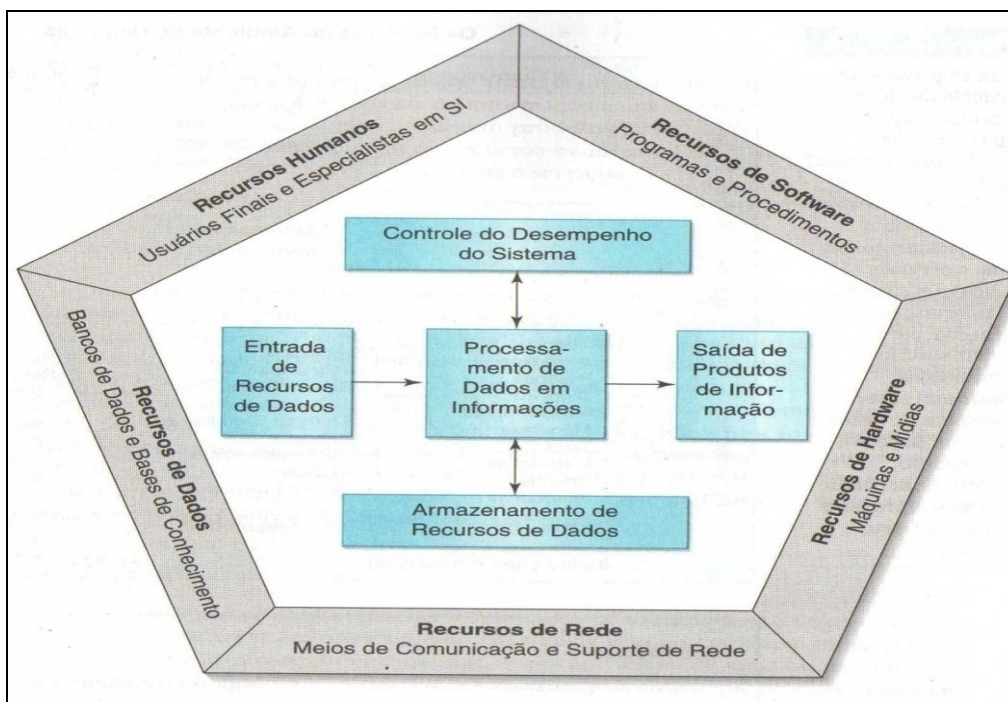 Recursos Humanos
Usuários Finais e Especialistas em SI
Recursos de Software
Programas e Procedimentos
Controle do Desempenho
do Sistema
Entrada
de
Recursos
de Dados
Processa-
mento de
Dados em
Informações
Saída de
Produtos
de Infor-
mação
Armazenamento de
Recursos de Dados
Recursos de Dados
Bancos de Dados e Bases de Conhecimento
Recursos de Hardware
Máquinas e Mídias
Recursos de Rede
Meios de Comunicação e Suporte de Rede